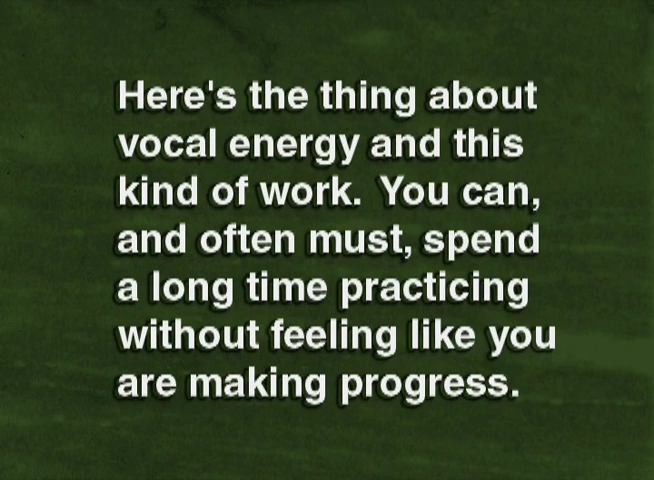 Here's the thing about
vocal energy and this
kind of work.  You can,
and often must, spend
a long time practicing
without feeling like you
are making progress.